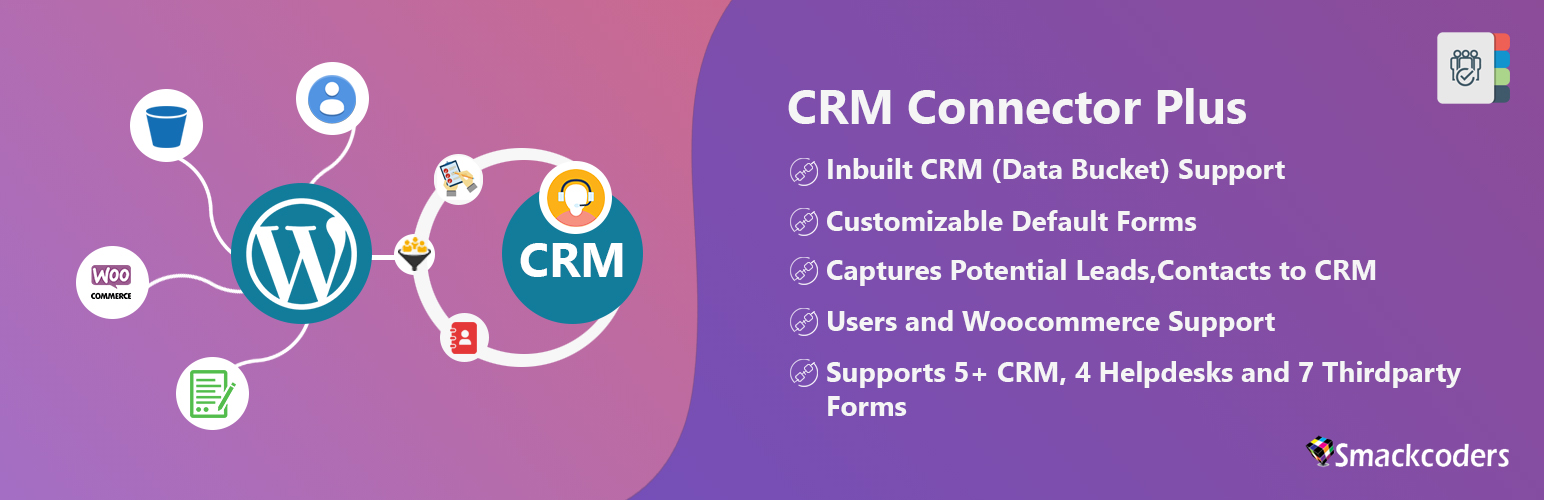 WOO
COMMERCE
W
CRM
CRM Connector Plus
Inbuilt CRM (Data Bucket) Support
Customizable Default Forms
Captures Potential Leads,Contacts to CRM
Users and Woocommerce Support
Supports 5+ CRM, 4 Helpdesks and 7 Thirdparty
Forms
Smackcoders